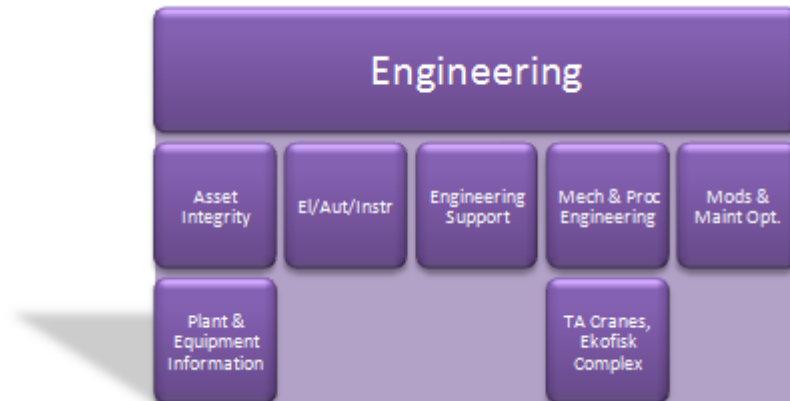 Engineering
Asset
Integrity
El/Aut/Instr
Engineering
Support
Mech & Proc
Engineering
Mods &
Maint Opt.
Plant &
Equipment
Information
TA Cranes,
Ekofisk
Complex